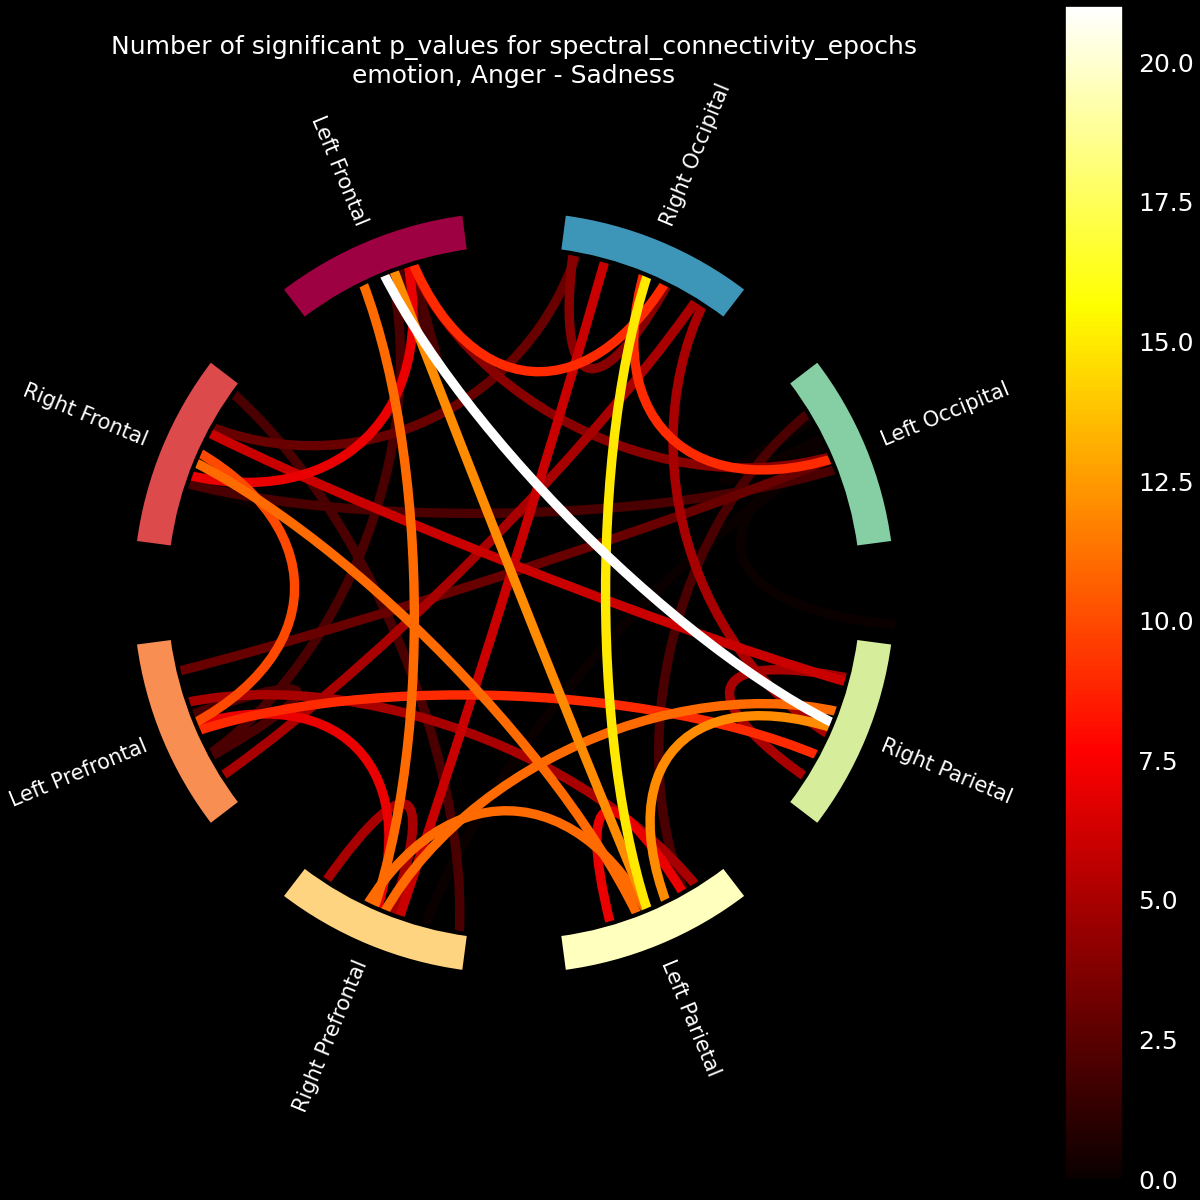 Number of significant p_values for spectral_connectivity_epochs
emotion, Anger - Sadness
Left Frontal
Right Occipital
Right Frontal
Left Occipital
Left Prefrontal
Right Parietal
Right Prefrontal
Left Parietal
20.0
17.5
15.0
12.5
10.0
7.5
5.0
2.5
0.0